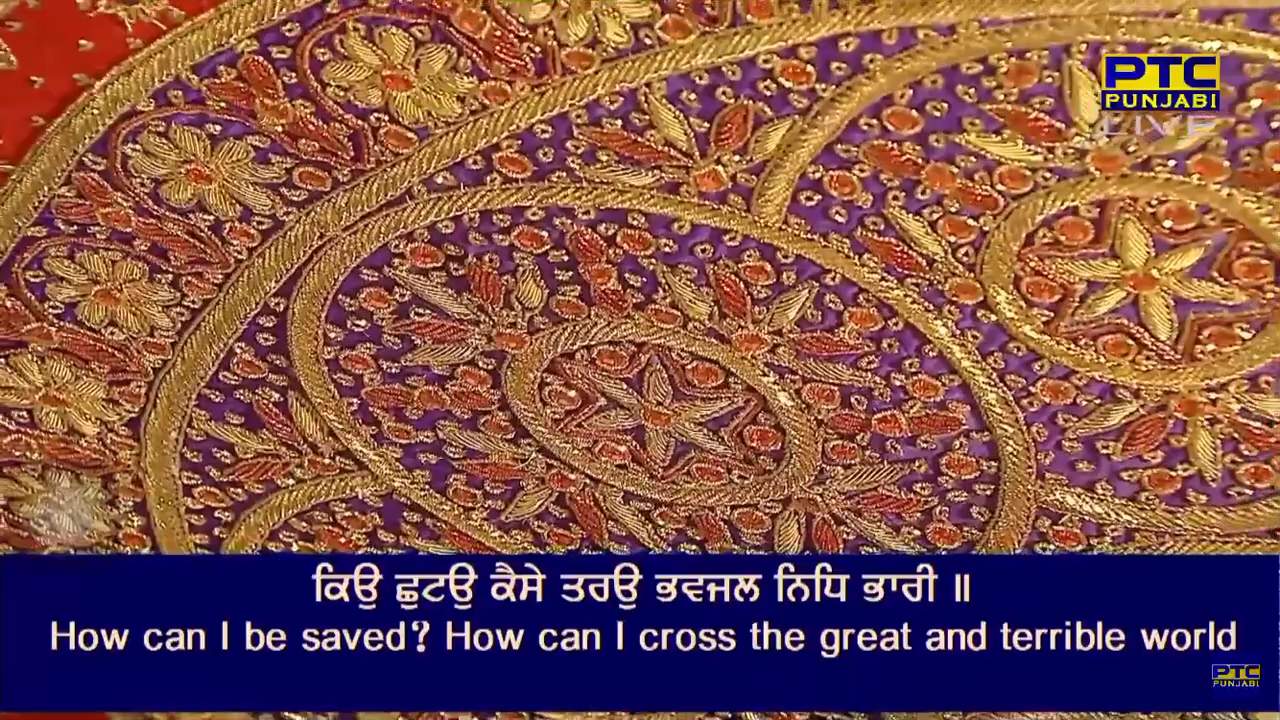 PTC
PUNJABI
LIVE
ਕਿਉ ਛੁਟਉ ਕੈਸੇ ਤਰਉ ਭਵਜਲ ਨਿਧਿ ਭਾਰੀ ॥
How can I be saved? How can I cross the great and terrible world
PTC
PUNJABI